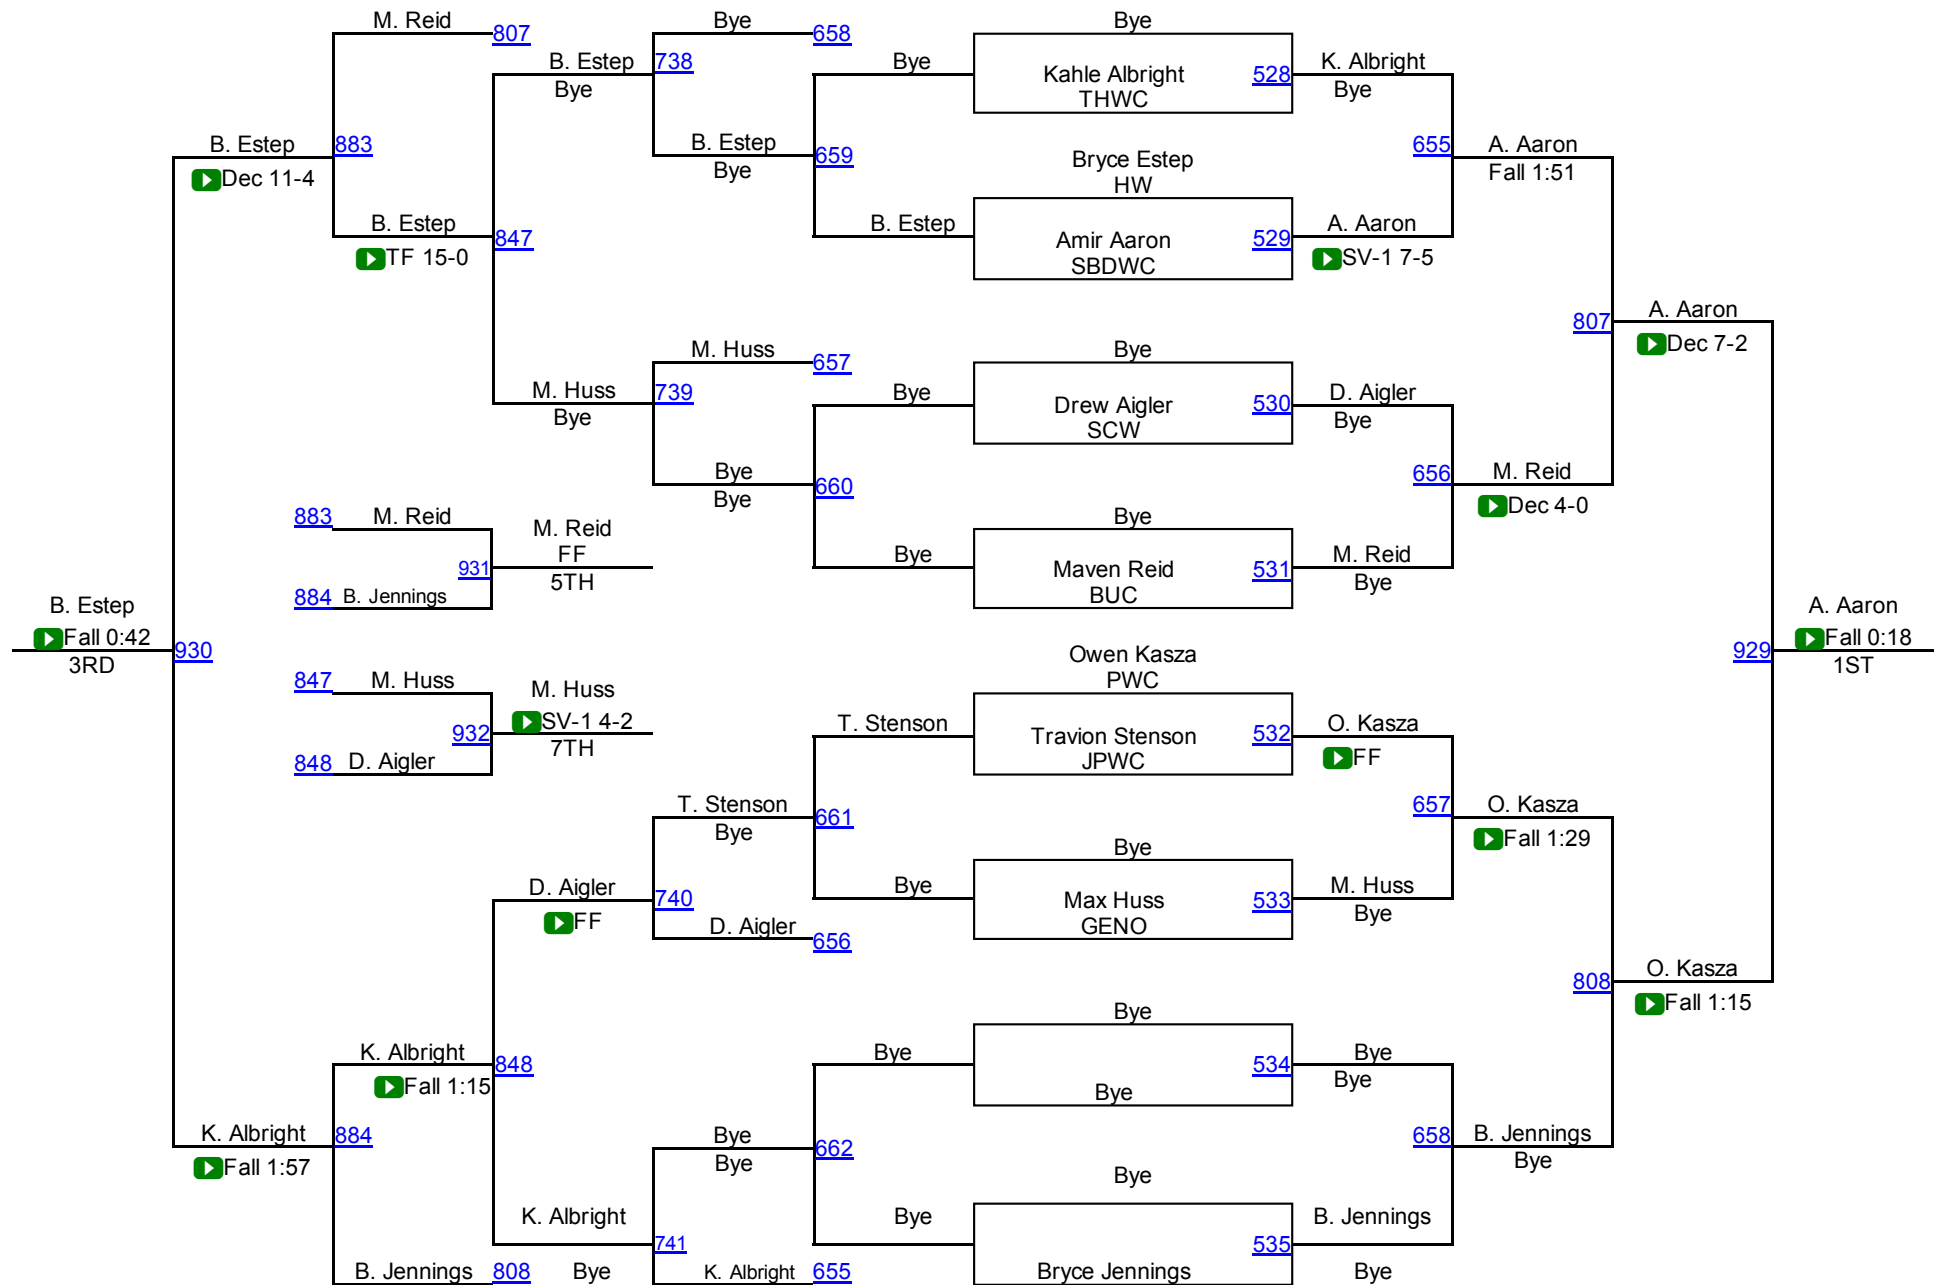 M. Reid
807
Bye
658
Bye
B. Estep
738
Bye
Bye
Kahle Albright
THWC
528
K. Albright
Bye
B. Estep
883
Dec 11-4
B. Estep
Bye
659
Bryce Estep
HW
655
A. Aaron
Fall 1:51
B. Estep
847
TF 15-0
B. Estep
Amir Aaron
SBDWC
529
A. Aaron
SV-1 7-5
807
A. Aaron
Dec 7-2
M. Huss
657
Bye
M. Huss
739
Bye
Bye
Drew Aigler
SCW
530
D. Aigler
Bye
Bye
Bye
660
656
M. Reid
Dec 4-0
883
M. Reid
M. Reid
FF
5TH
931
884
B. Jennings
Bye
Bye
Maven Reid
BUC
531
M. Reid
Bye
B. Estep
Fall 0:42
3RD
930
A. Aaron
Fall 0:18
1ST
929
847
M. Huss
M. Huss
SV-1 4-2
7TH
932
848
D. Aigler
Owen Kasza
PWC
T. Stenson
Travion Stenson
JPWC
532
O. Kasza
FF
T. Stenson
Bye
661
657
O. Kasza
Fall 1:29
D. Aigler
FF
740
D. Aigler
656
Bye
Bye
Max Huss
GENO
533
M. Huss
Bye
808
O. Kasza
Fall 1:15
K. Albright
848
Fall 1:15
Bye
Bye
534
Bye
Bye
Bye
K. Albright
884
Fall 1:57
Bye
Bye
662
658
B. Jennings
Bye
Bye
K. Albright
741
Bye
Bye
535
B. Jennings
B. Jennings
808
K. Albright
655
Bryce Jennings
Bye